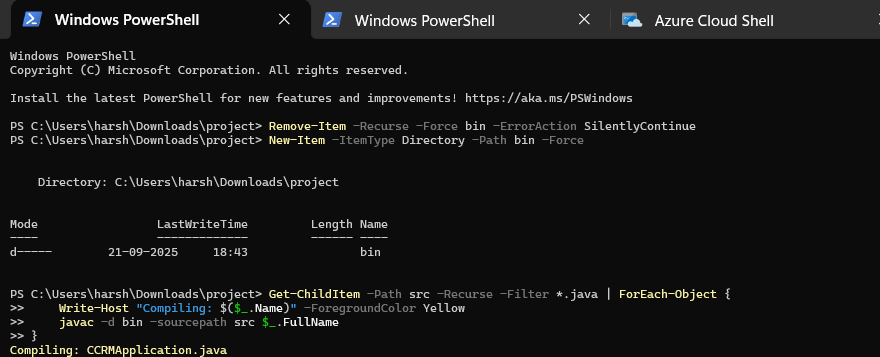 Windows PowerShell
Windows PowerShell
Azure Cloud Shell
Windows PowerShell
Copyright (C) Microsoft Corporation. All rights reserved.
Install the latest PowerShell for new features and improvements! https://aka.ms/PSWindows
PS C:\Users\harsh\Downloads\project> Remove-Item -Recurse -Force bin -ErrorAction SilentlyContinue
PS C:\Users\harsh\Downloads\project> New-Item -ItemType Directory -Path bin -Force
Directory: C:\Users\harsh\Downloads\project
Mode LastWriteTime Length Name
---- ------------- ------ ----
d----- 21-09-2025 18:43 bin
PS C:\Users\harsh\Downloads\project> Get-ChildItem -Path src -Recurse -Filter *.java | ForEach-Object {
>> Write-Host "Compiling: $($_.Name)" -ForegroundColor Yellow
>> javac -d bin -sourcepath src $_.FullName
>> }
Compiling: CCRMApplication.java